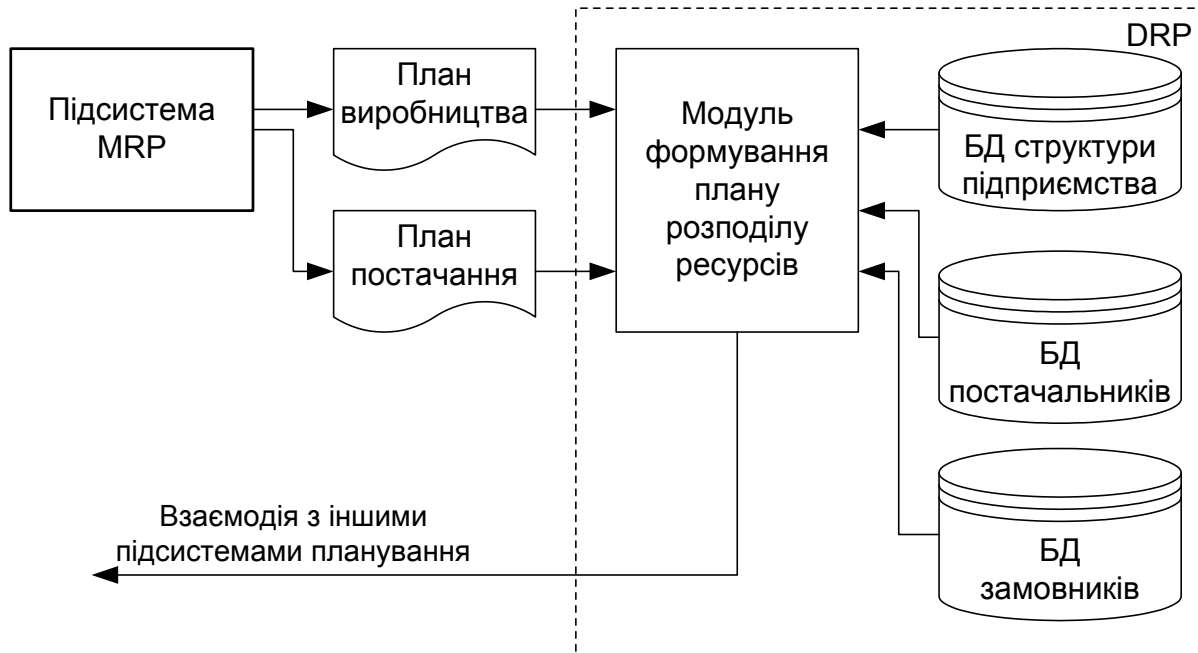 DRP
Підсистема
MRP
План
виробництва
План
постачання
Модуль
формування
плану
розподілу
ресурсів
БД структури
підприємства
БД
постачальників
БД
замовників
Взаємодія з іншими
підсистемами планування